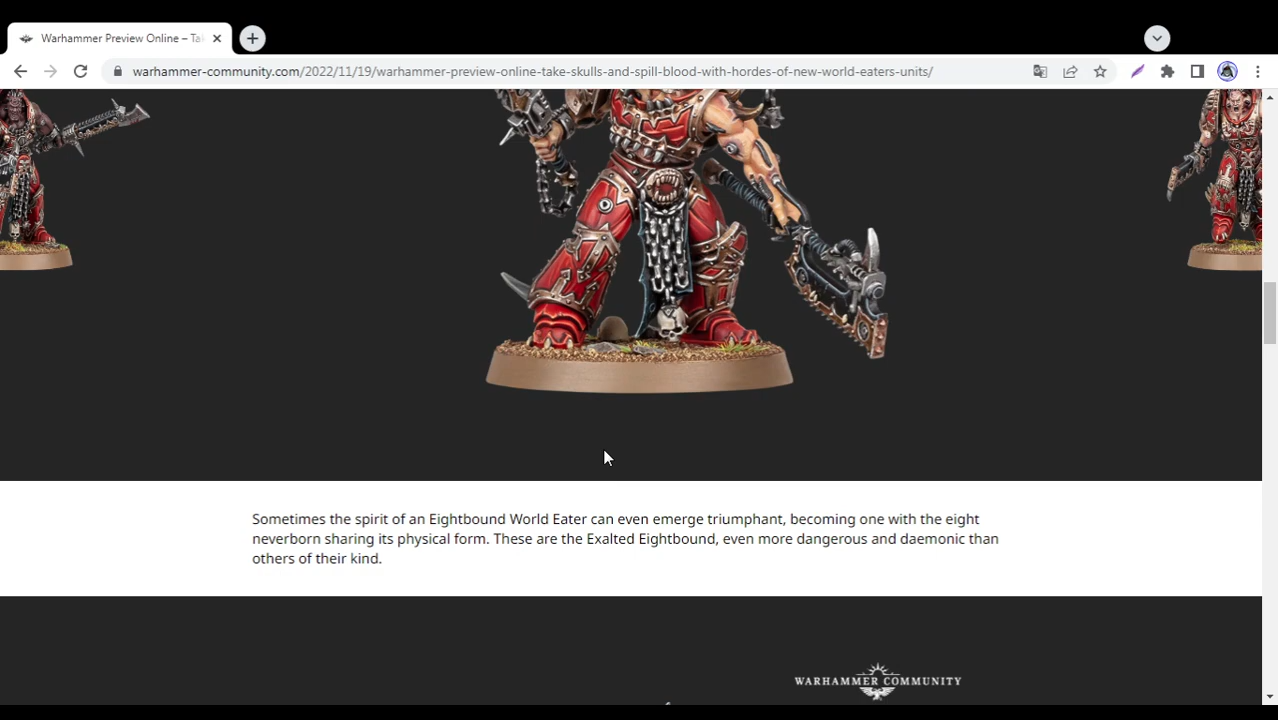 Warhammer Preview Online – Ta
warhammer-community.com/2022/11/19/warhammer-preview-online-take-skulls-and-spill-blood-with-hordes-of-new-world-eaters-units/
Sometimes the spirit of an Eightbound World Eater can even emerge triumphant, becoming one with the eight
neverborn sharing its physical form. These are the Exalted Eightbound, even more dangerous and daemonic than
others of their kind.
WARHAMMER COMMUNITY